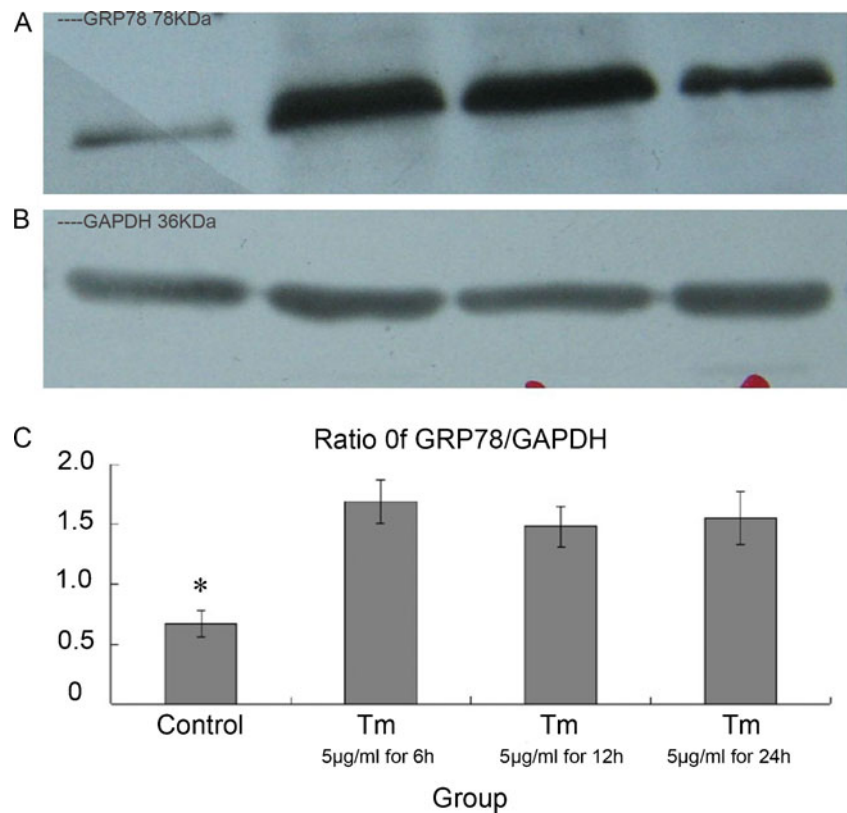 A
----GRP78 78KDa
B
----GAPDH 36KDa
C
Ratio 0f GRP78/GAPDH
2.0
1.5
1.0
0.5
0
*
Control Tm Tm Tm
5μg/ml for 6h 5μg/ml for 12h 5μg/ml for 24h
Group